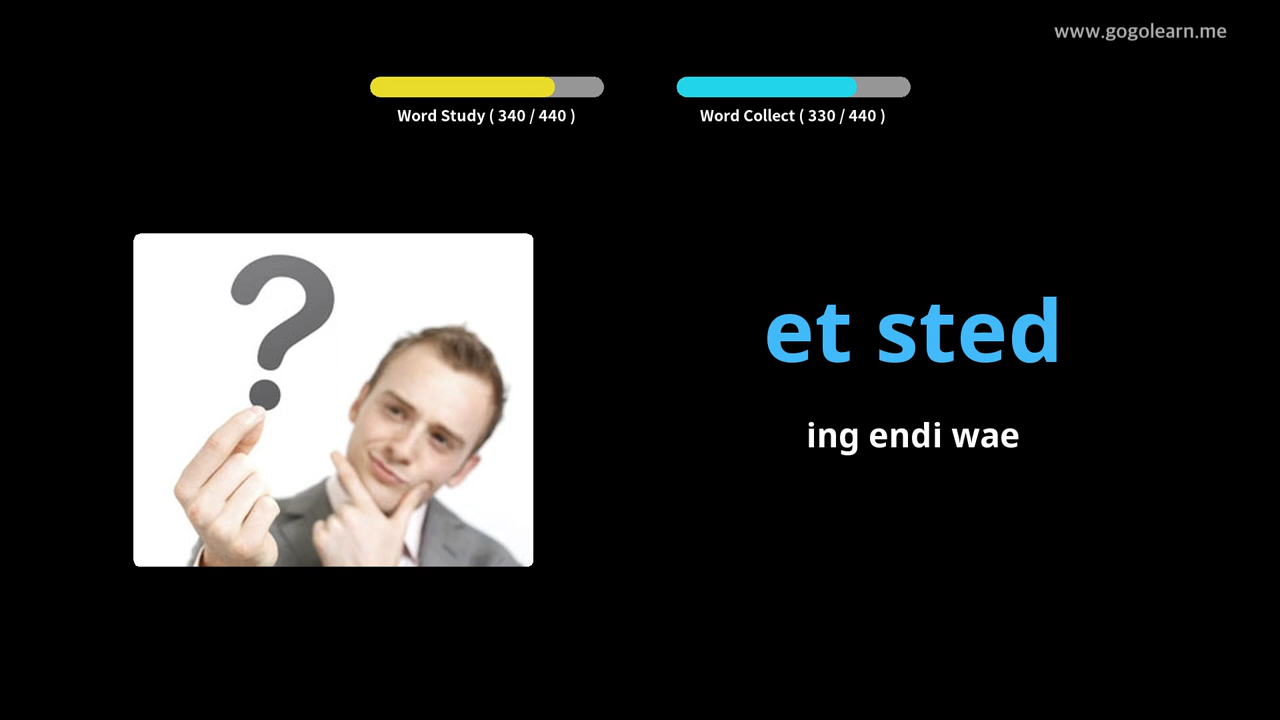 www.gogolearn.me
Word Study ( 340 / 440 )
Word Collect ( 330 / 440 )
et sted
ing endi wae